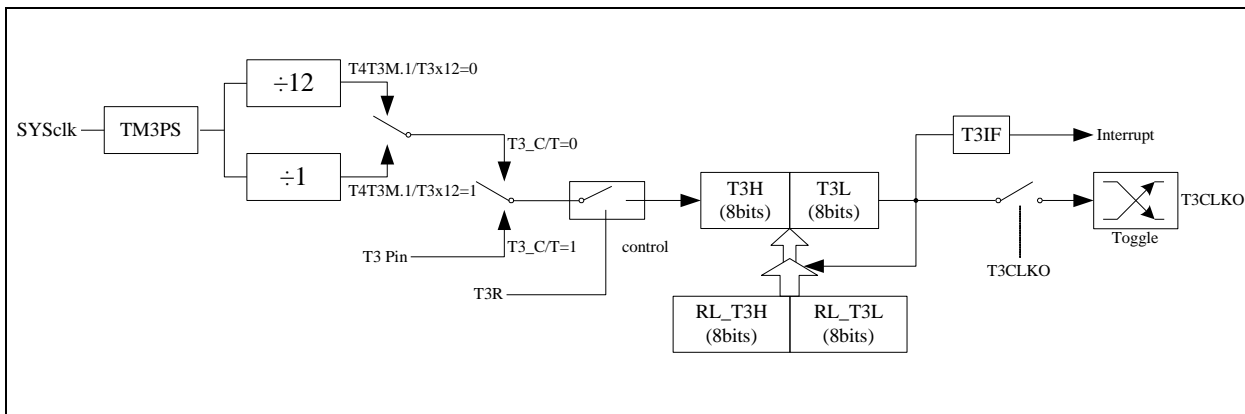 SYSclk
TM3PS
÷12
÷1
T4T3M.1/T3x12=0
T4T3M.1/T3x12=1
T3_C/T=0
T3_C/T=1
T3 Pin
T3R
control
T3H
(8bits)
T3L
(8bits)
RL_T3H
(8bits)
RL_T3L
(8bits)
T3IF
Interrupt
T3CLKO
Toggle
T3CLKO